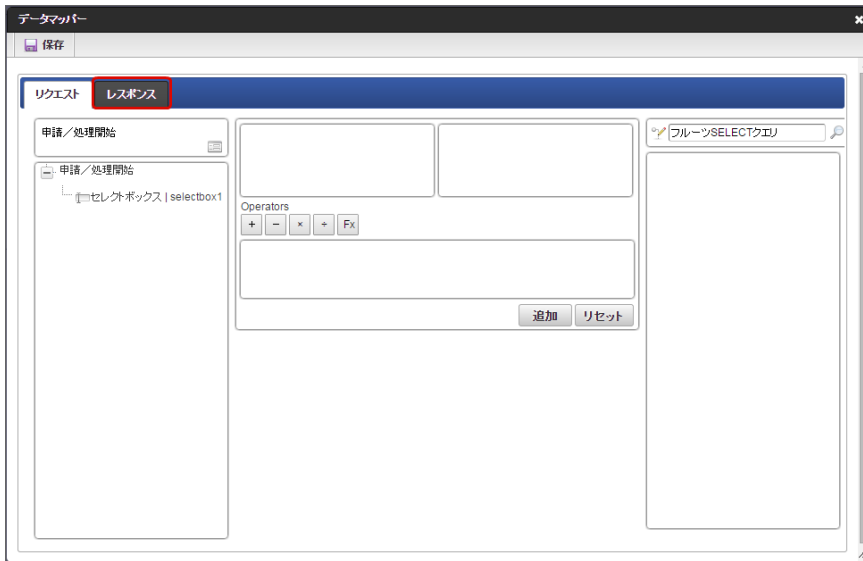 データマッパー
保存
リクエスト レスポンス
申請/処理開始
申請/処理開始
セレクトボックス | selectbox1
Operators
+ − × ÷ Fx
追加 リセット
フルーツSELECTクエリ